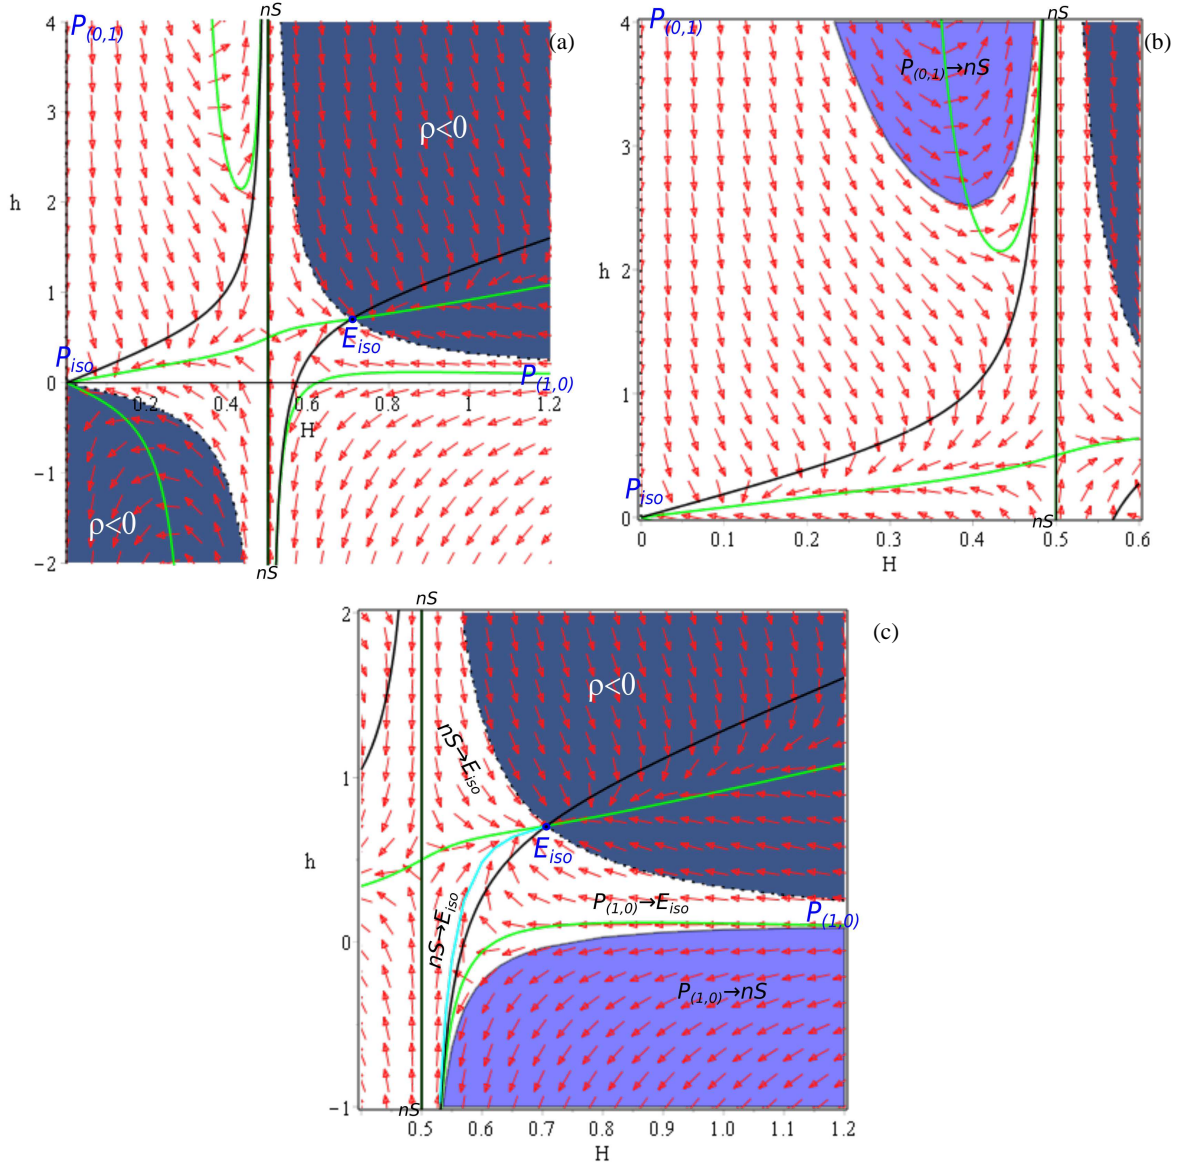 nS
nS
4
P(0,1)
(a)
4
P(0,1)
(b)
P(0,1)→nS
3
ρ<0
3
h
2
h
2
1
1
Eiso
Piso
P(1,0)
Piso
0
0.2
0.4
0.6
0.8
1
1.2
H
-1
ρ<0
0
nS
0
0.1
0.2
0.3
0.4
0.5
0.6
-2
nS
H
nS
2
(c)
ρ<0
nS→Eiso
1
Eiso
h
nS→Eiso
P(1,0)→Eiso
P(1,0)
0
P(1,0)→nS
-1
nS
0.5
0.6
0.7
0.8
0.9
1.0
1.1
1.2
H